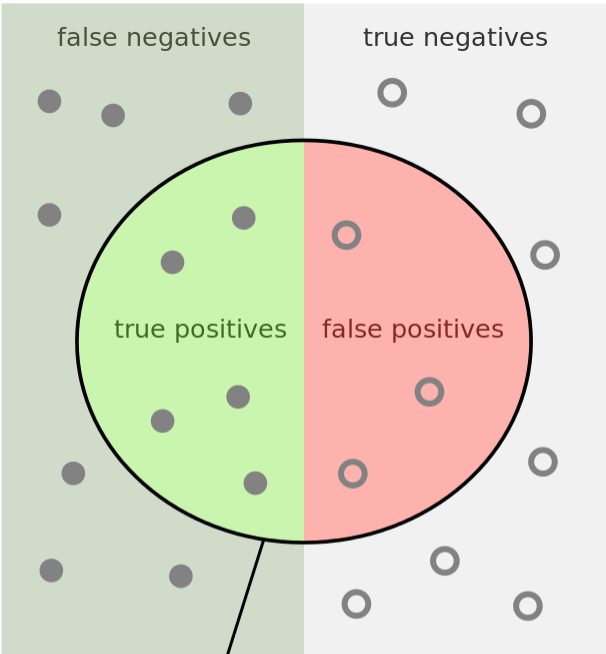 false negatives
true negatives
true positives
false positives